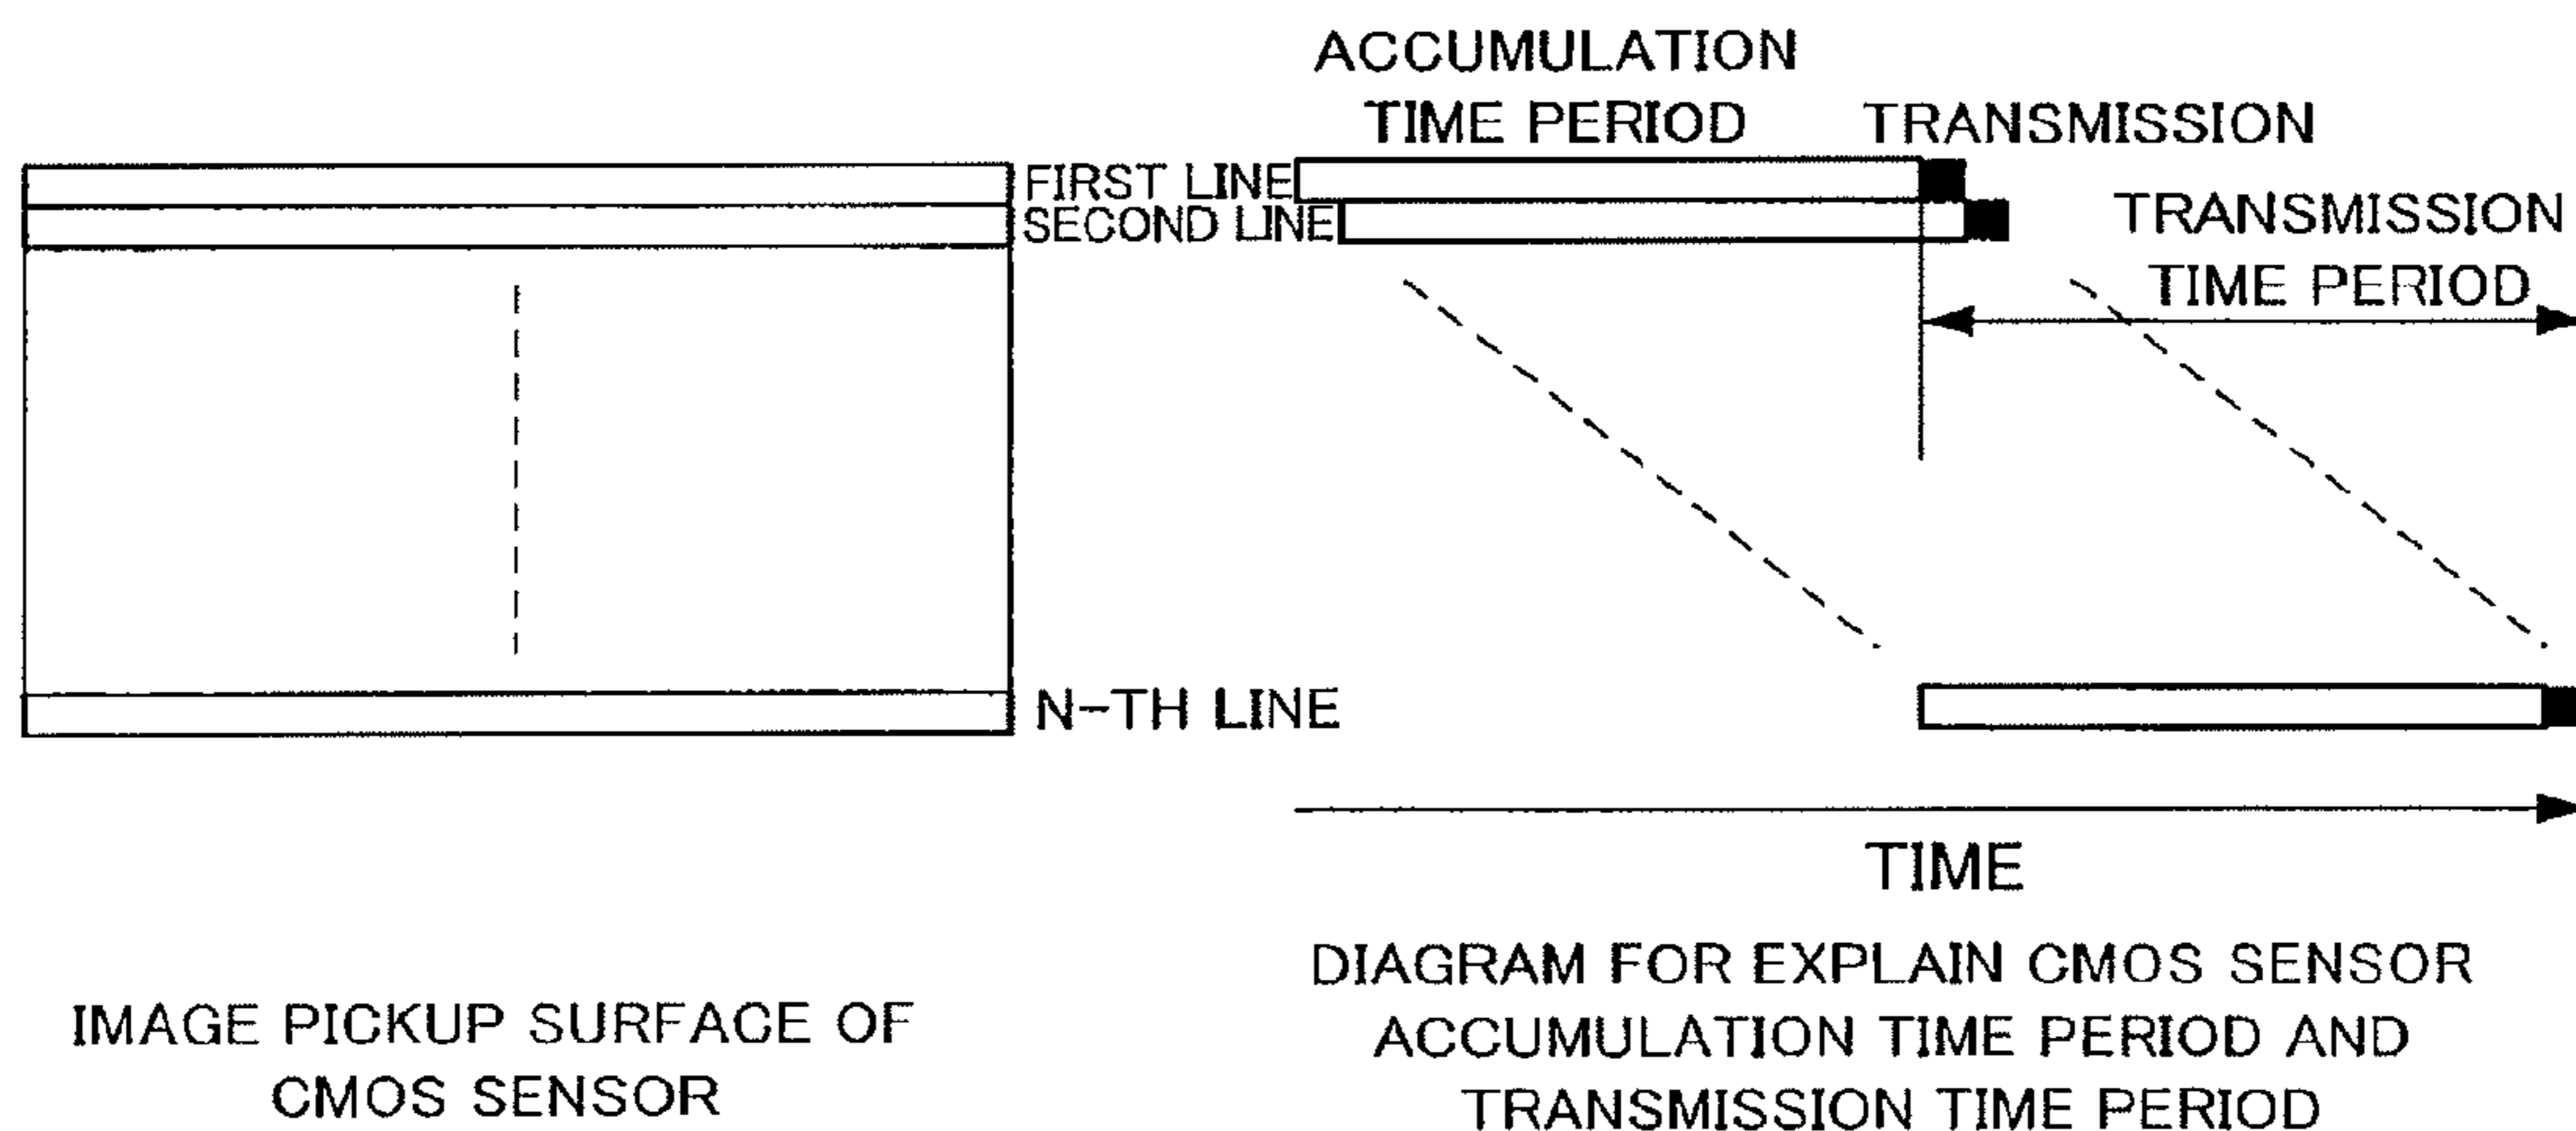 ACCUMULATION
TIME PERIOD
TRANSMISSION
FIRST LINE
SECOND LINE
TRANSMISSION
TIME PERIOD
N-TH LINE
TIME
IMAGE PICKUP SURFACE OF
CMOS SENSOR
DIAGRAM FOR EXPLAIN CMOS SENSOR
ACCUMULATION TIME PERIOD AND
TRANSMISSION TIME PERIOD